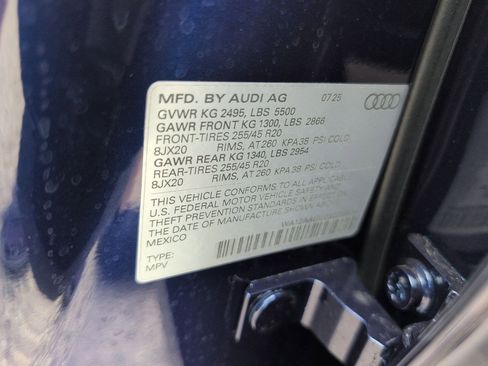 MFD. BY AUDI AG 07.25
GVWR KG 2495, LBS 5500
GAWR FRONT KG 1300, LBS 2866
FRONT-TIRES 255/45 R20
8JX20 RIMS, AT 260 KPA 38 PSI COLD
GAWR REAR KG 1340, LBS 2954
REAR-TIRES 255/45 R20
8JX20 RIMS, AT 260 KPA 38 PSI COLD
THIS VEHICLE CONFORMS TO ALL APPLICABLE
U.S. FEDERAL MOTOR VEHICLE SAFETY AND
THEFT PREVENTION STANDARDS IN EFFECT ON
THE DATE OF MANUFACTURE SHOWN ABOVE
MEXICO
TYPE:
MPV